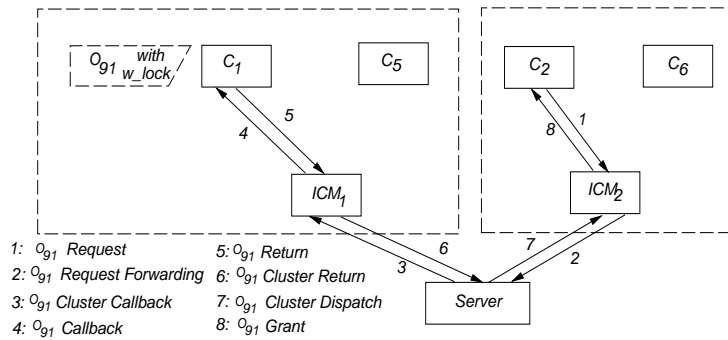 O91 with
w_lock
C1
C5
C2
C6
5
4
1
8
ICM1
ICM2
6
3
7
2
Server
1: O91 Request
2: O91 Request Forwarding
3: O91 Cluster Callback
4: O91 Callback
5: O91 Return
6: O91 Cluster Return
7: O91 Cluster Dispatch
8: O91 Grant